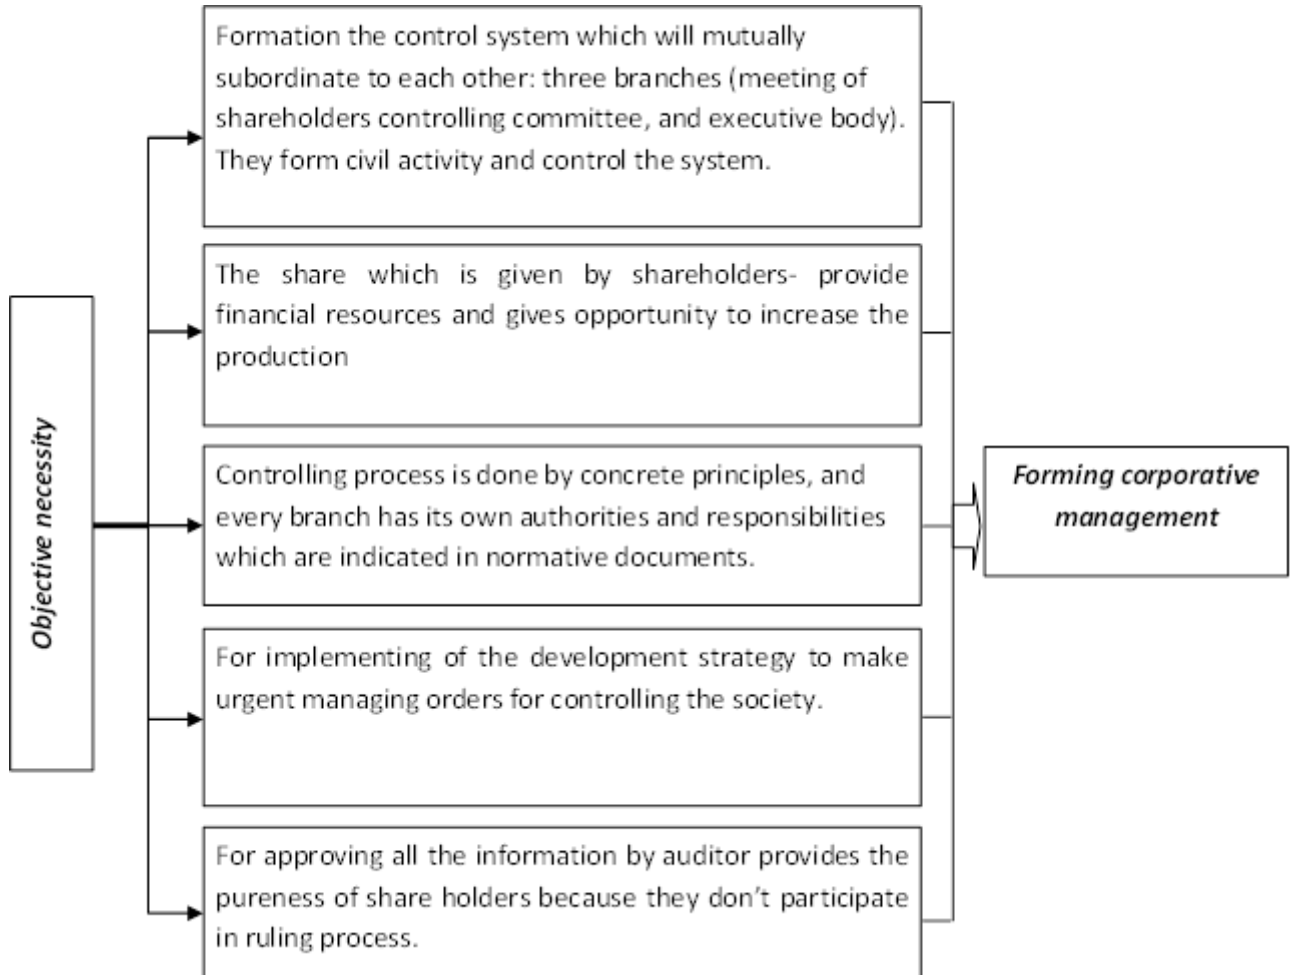 Objective necessity
Formation the control system which will mutually
subordinate to each other: three branches (meeting of
shareholders controlling committee, and executive body).
They form civil activity and control the system.
The share which is given by shareholders- provide
financial resources and gives opportunity to increase the
production
Controlling process is done by concrete principles, and
every branch has its own authorities and responsibilities
which are indicated in normative documents.
For implementing of the development strategy to make
urgent managing orders for controlling the society.
For approving all the information by auditor provides the
pureness of share holders because they don’t participate
in ruling process.
Forming corporative
management